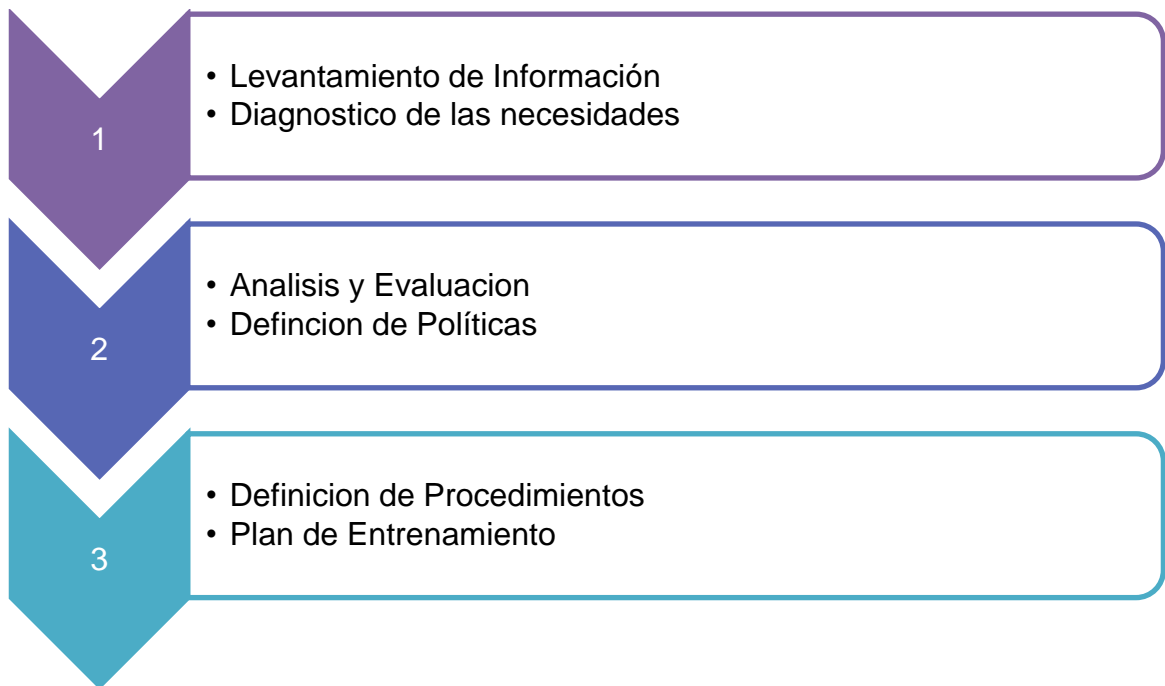 1
• Levantamiento de Información
• Diagnostico de las necesidades
2
• Analisis y Evaluacion
• Defincion de Políticas
3
• Definicion de Procedimientos
• Plan de Entrenamiento